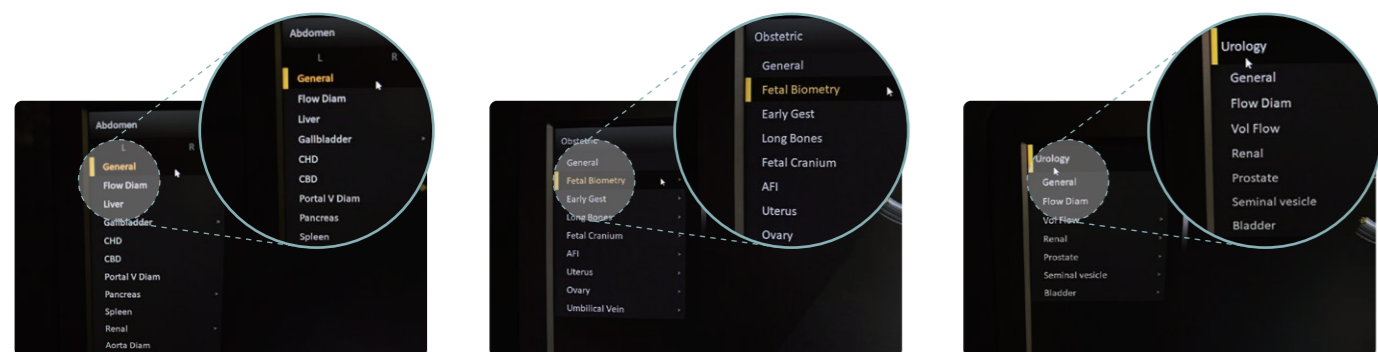 Abdomen
L R
General
Flow Diam
Liver
Gallbladder
CHD
CBD
Portal V Diam
Pancreas
Spleen
Renal
Aorta Diam
Abdomen
L R
General
Flow Diam
Liver
Gallbladder
CHD
CBD
Portal V Diam
Pancreas
Spleen
Obstetric
General
Fetal Biometry
Early Gest
Long Bones
Fetal Cranium
AFI
Uterus
Ovary
Umbilical Vein
Obstetric
General
Fetal Biometry
Early Gest
Long Bones
Fetal Cranium
AFI
Uterus
Ovary
Urology
General
Flow Diam
Vol Flow
Renal
Prostate
Seminal vesicle
Bladder
Urology
General
Flow Diam
Vol Flow
Renal
Prostate
Seminal vesicle
Bladder